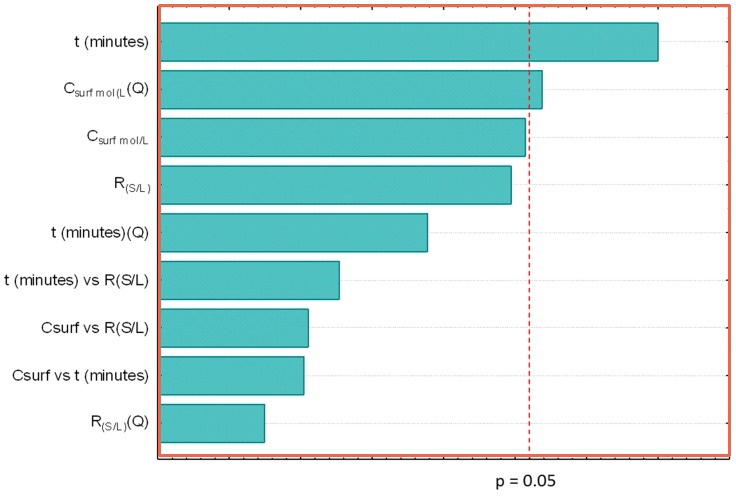 t (minutes)
Csurf mol(L(Q)
Csurf mol/L
R(S/L)
t (minutes)(Q)
t (minutes) vs R(S/L)
Csurf vs R(S/L)
Csurf vs t (minutes)
R(S/L)(Q)
p = 0.05